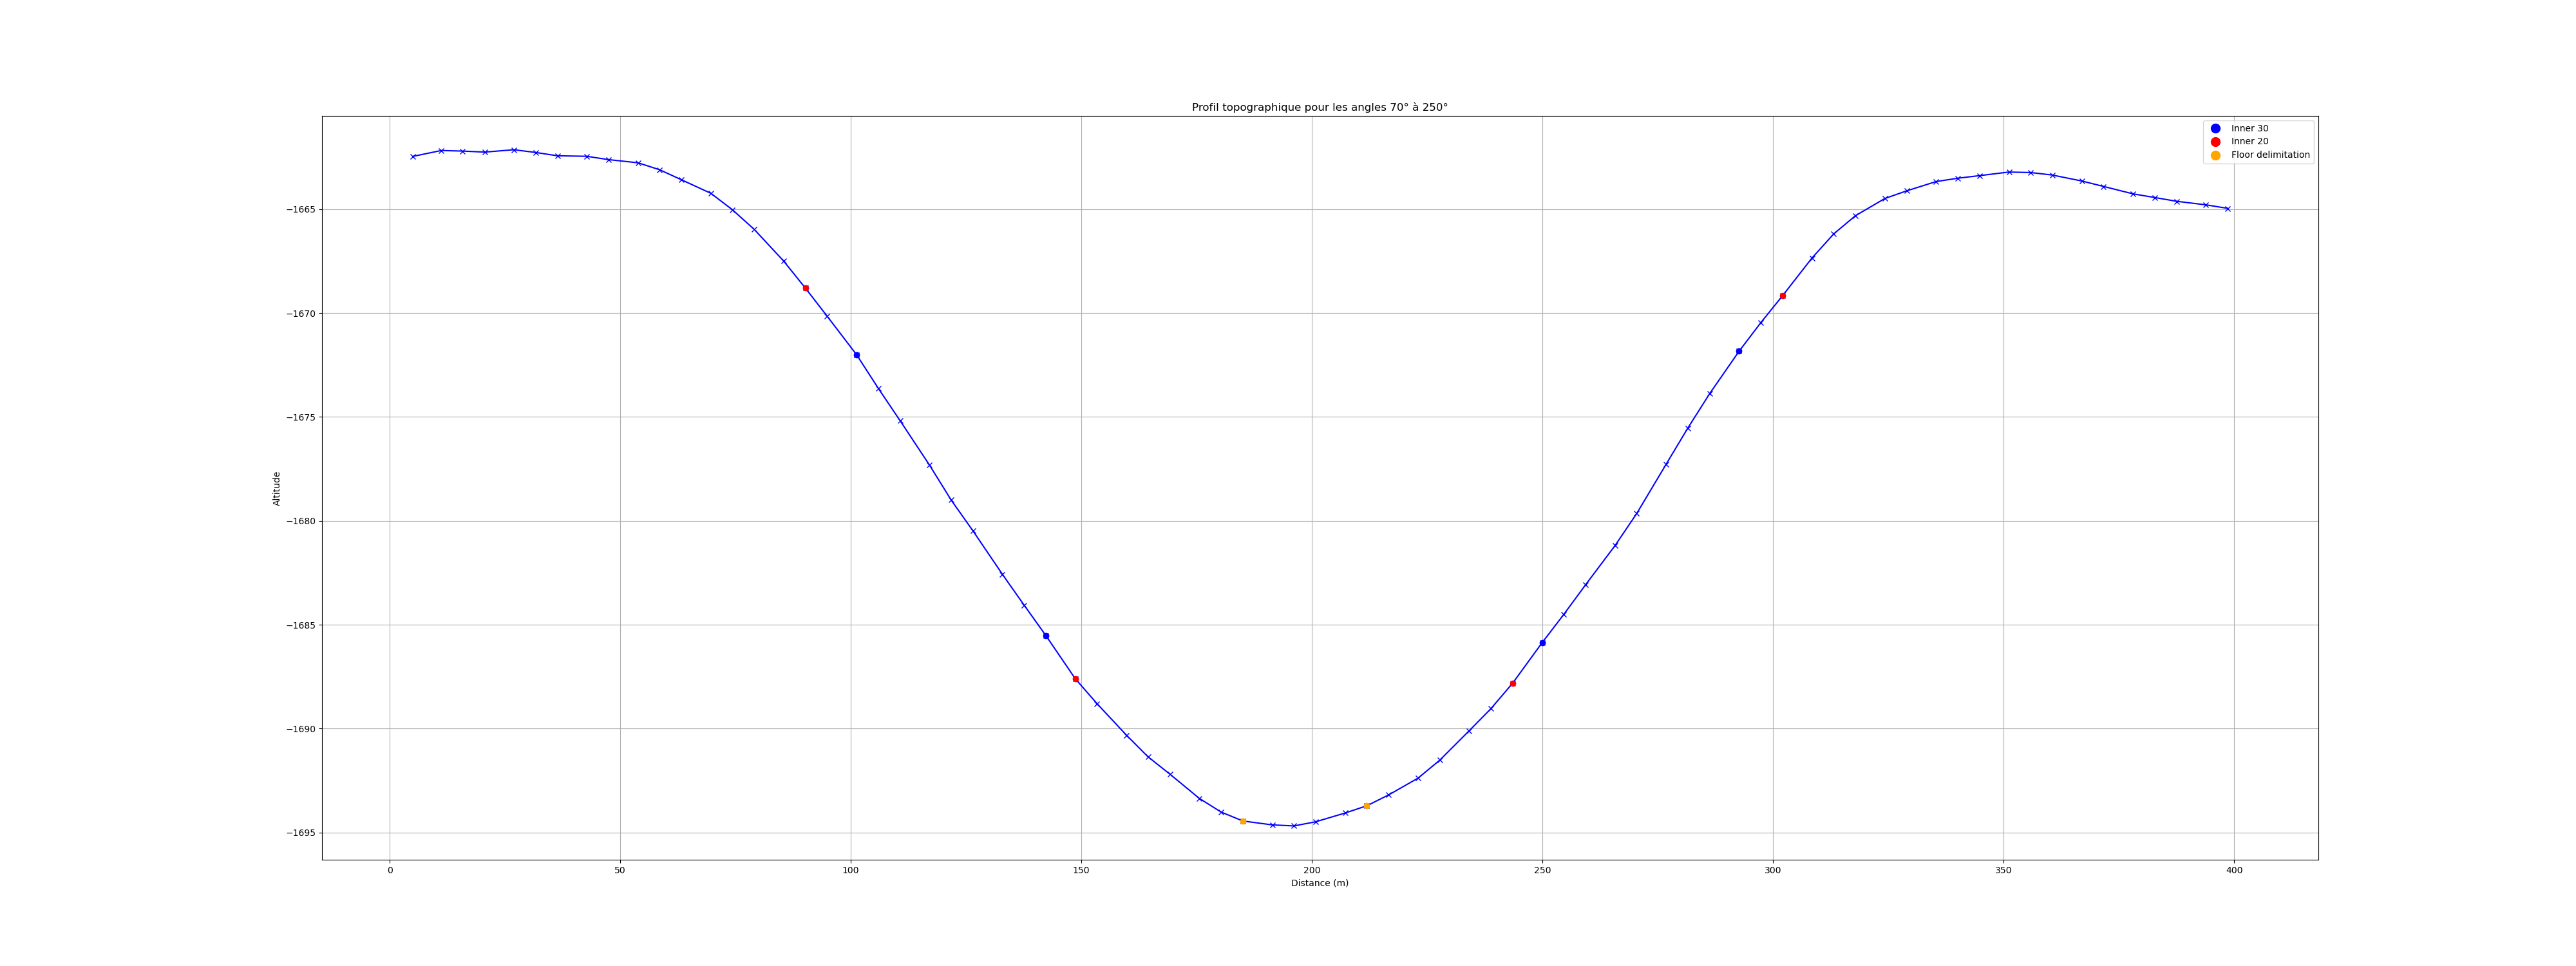 Profil topographique pour les angles 70° à 250°
Inner 30
Inner 20
Floor delimitation
−1665
−1670
−1675
−1680
−1685
−1690
−1695
Altitude
0 50 100 150 200 250 300 350 400
Distance (m)